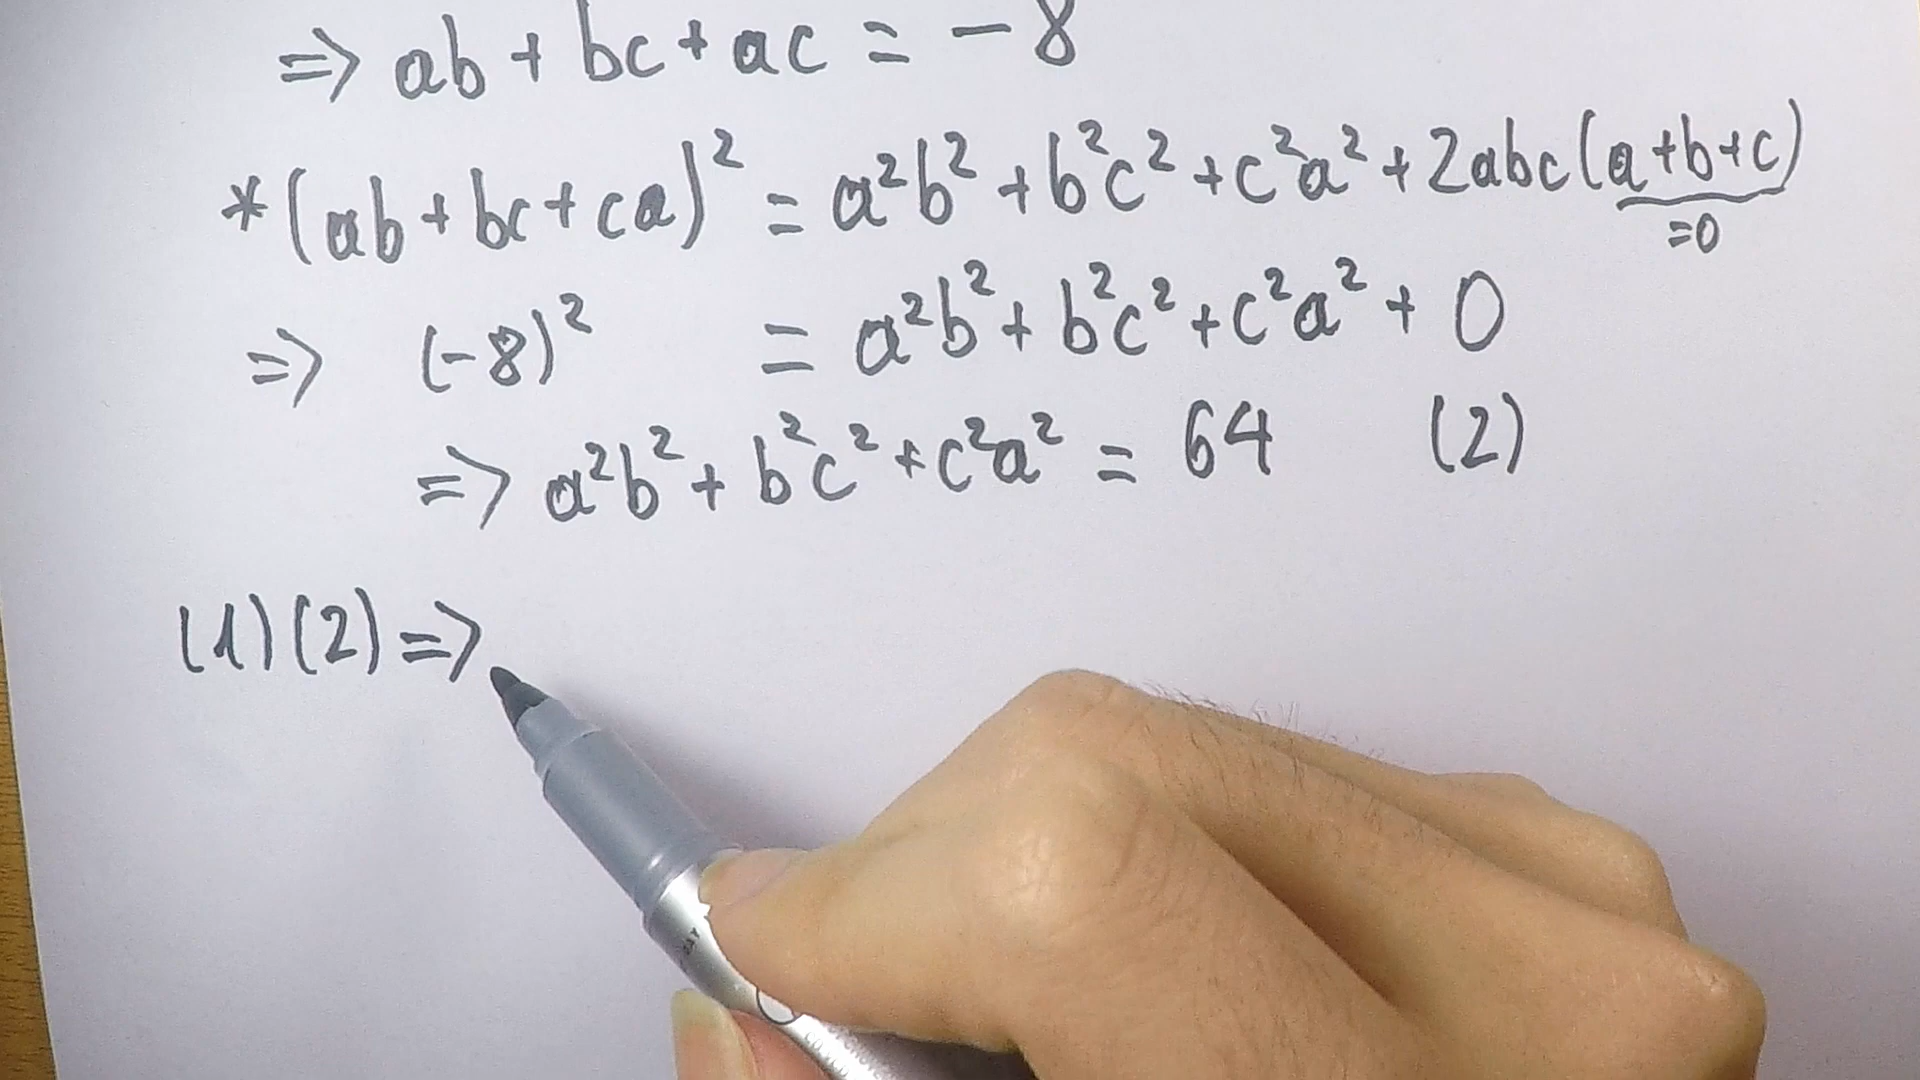 => ab + bc + ac = -8
* (ab + bc + ca)² = a²b² + b²c² + c²a² + 2abc(a+b+c)
=0
=> (-8)² = a²b² + b²c² + c²a² + 0
=> a²b² + b²c² + c²a² = 64 (2)
(1)(2) =>